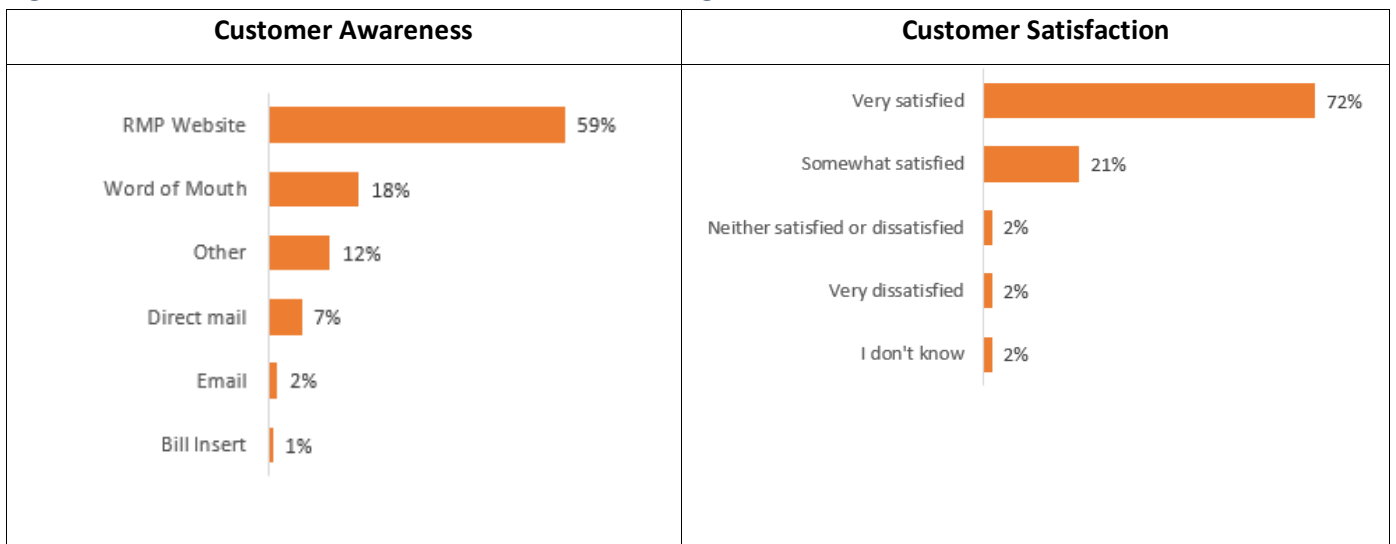 Customer Awareness
RMP Website 59%
Word of Mouth 18%
Other 12%
Direct mail 7%
Email 2%
Bill Insert 1%
Customer Satisfaction
Very satisfied 72%
Somewhat satisfied 21%
Neither satisfied or dissatisfied 2%
Very dissatisfied 2%
I don't know 2%